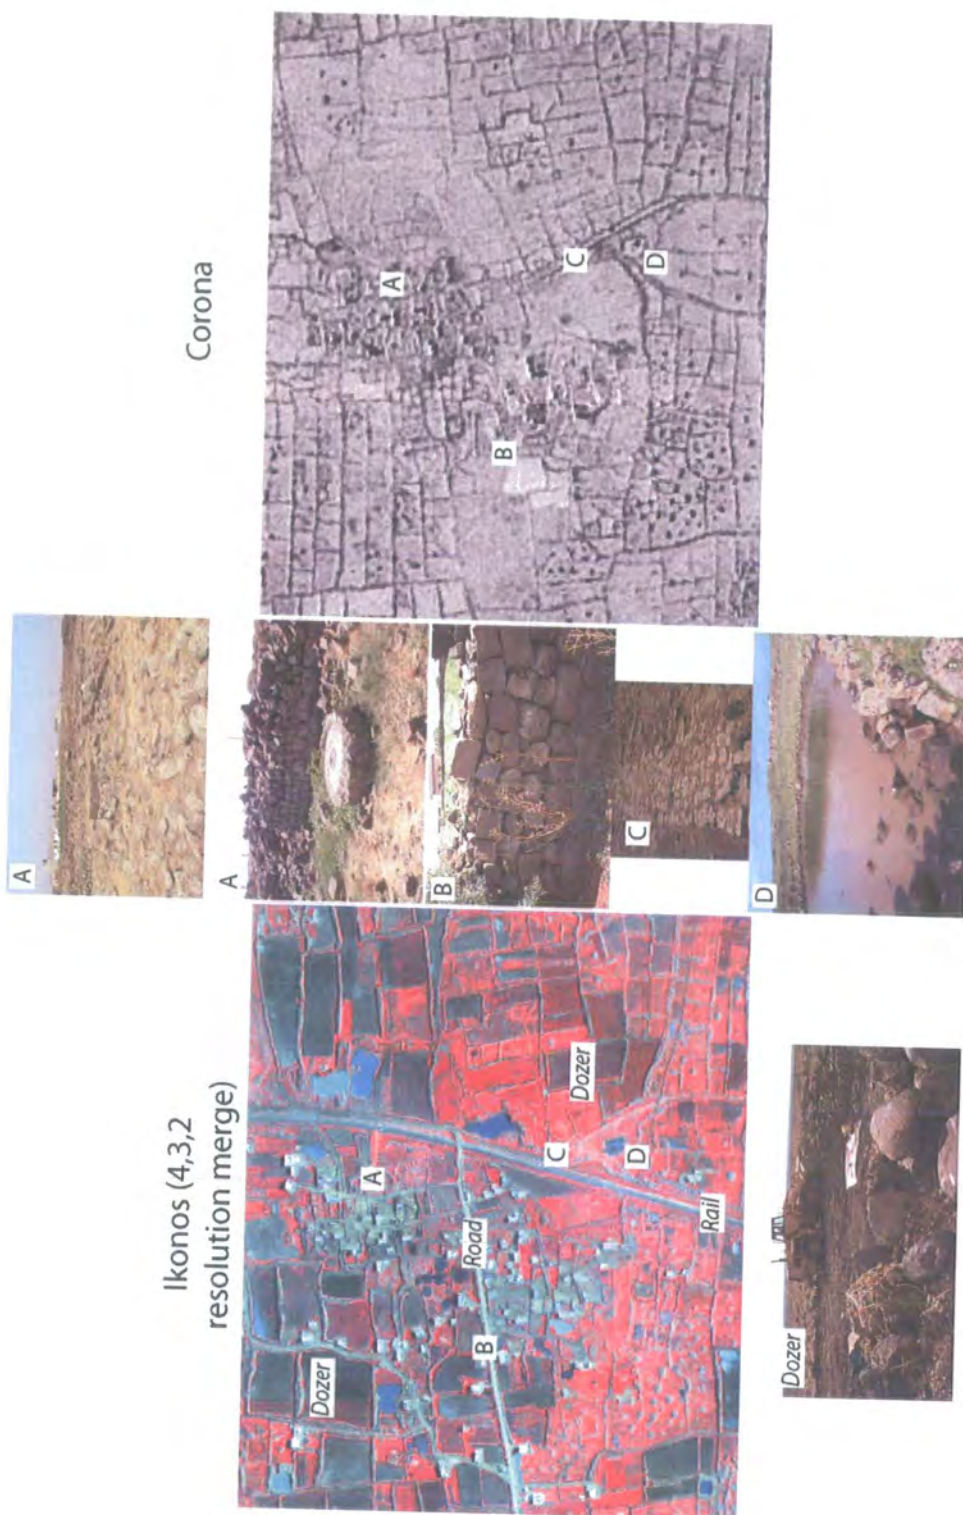 Ikonos (4,3,2
resolution merge)
Corona
Dozer
A
B
Road
C
D
Dozer
Rail
A
A
B
C
D
A
B
C
D
Dozer